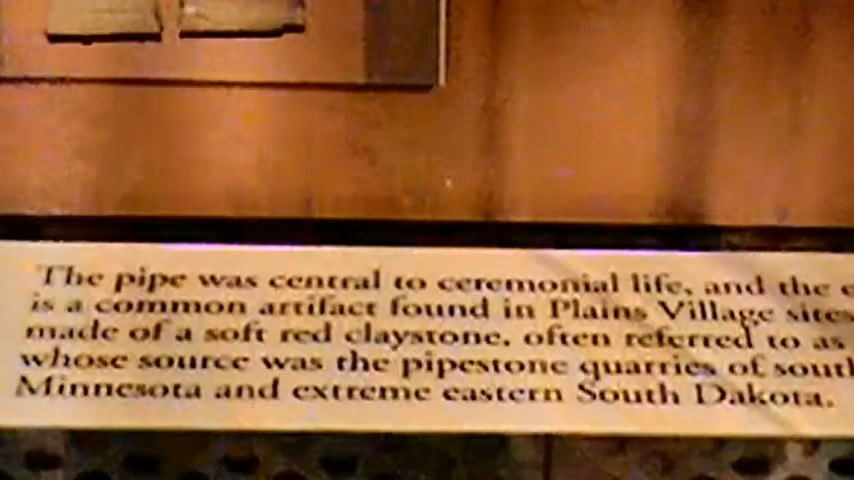 The pipe was central to ceremonial life, and the
is a common artifact found in Plains Village sites
made of a soft red claystone, often referred to as
whose source was the pipestone quarries of
Minnesota and extreme eastern South Dakota.